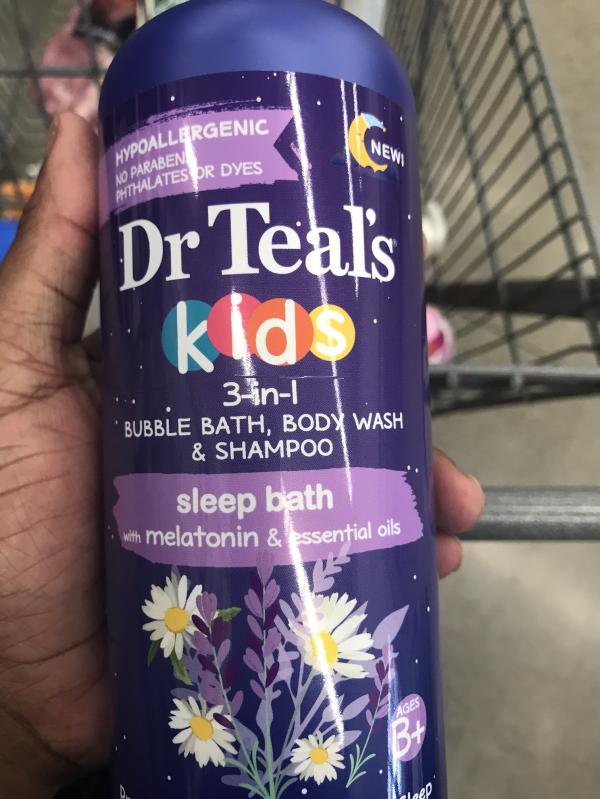 HYPOALLERGENIC
NO PARABENS
PHTHALATES OR DYES
NEW!
Dr Teal's
kids
3-in-1
BUBBLE BATH, BODY WASH
& SHAMPOO
sleep bath
with melatonin & essential oils
AGES
3+
Sleep